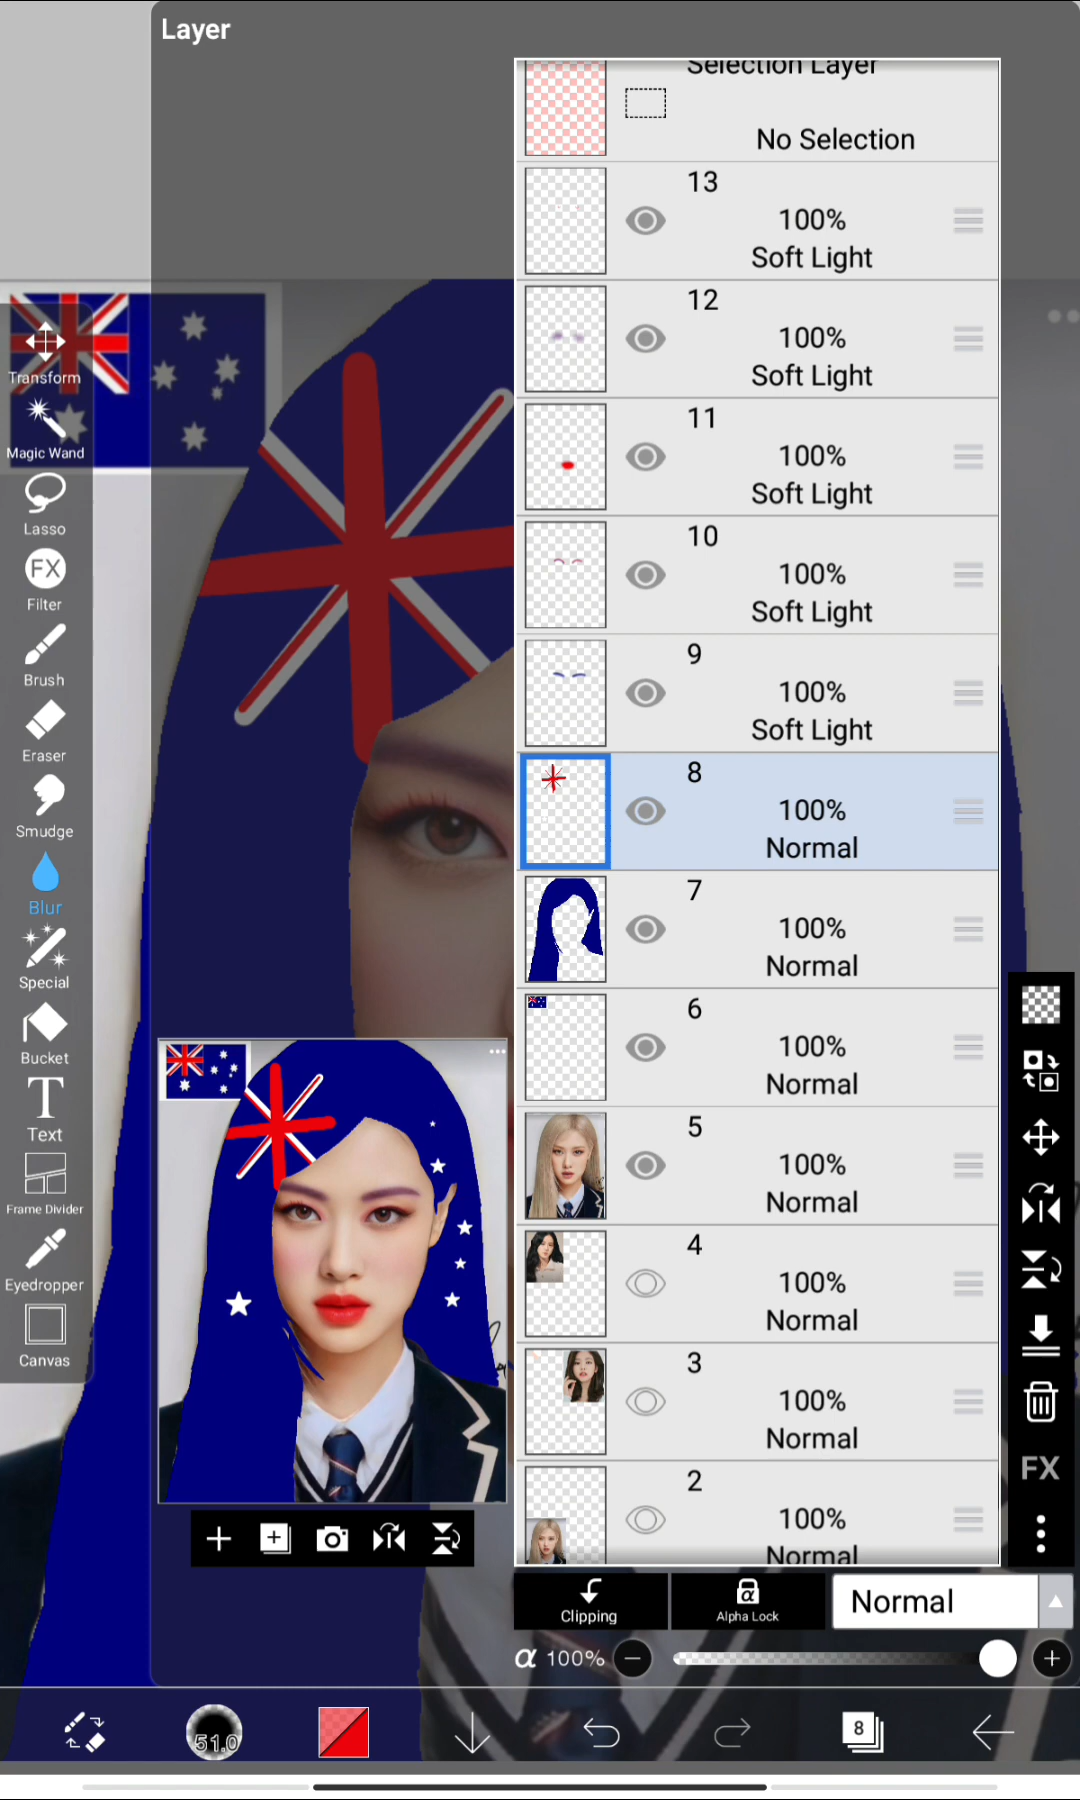 Layer
Selection Layer
No Selection
13
100%
Soft Light
12
100%
Soft Light
11
100%
Soft Light
10
100%
Soft Light
9
100%
Soft Light
8
100%
Normal
7
100%
Normal
6
100%
Normal
5
100%
Normal
4
100%
Normal
3
100%
Normal
2
100%
Normal
Transform
Magic Wand
Lasso
FX
Filter
Brush
Eraser
Smudge
Blur
Special
Bucket
T
Text
Frame Divider
Eyedropper
Canvas
FX
Clipping
α
Alpha Lock
Normal
α 100%
51.0
8